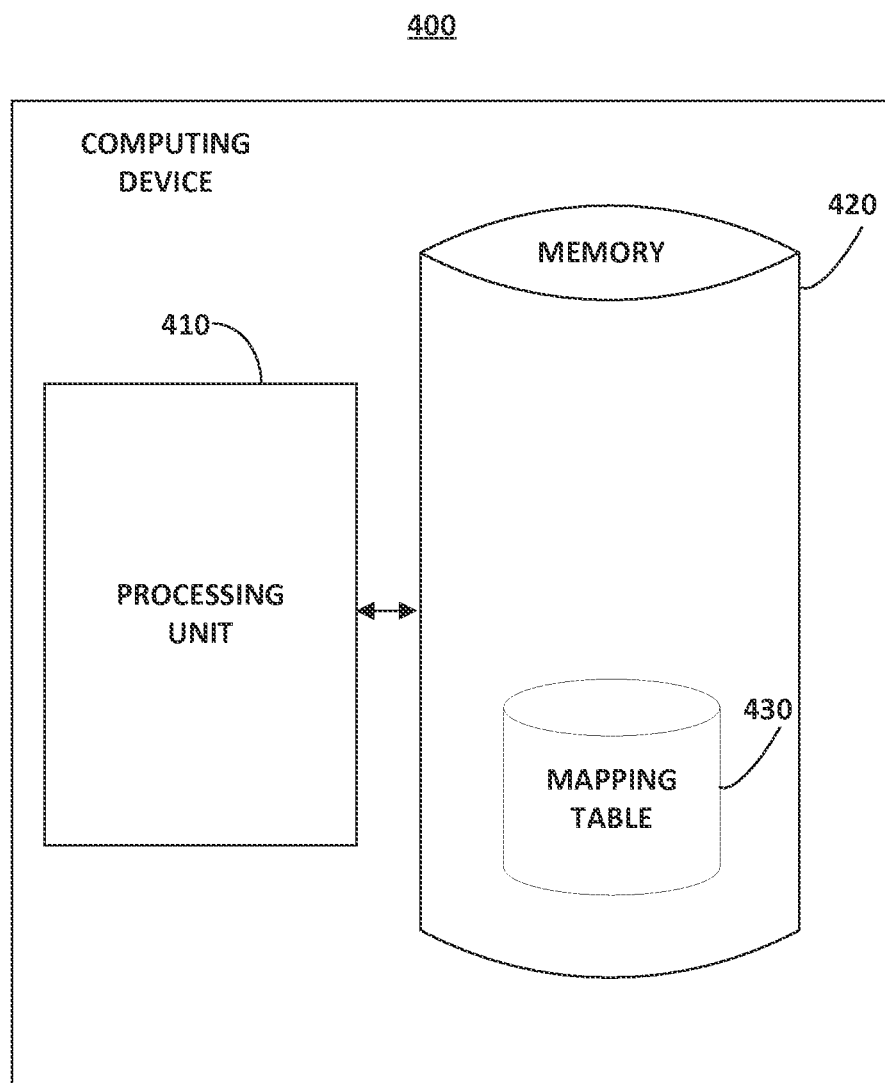 400
COMPUTING
DEVICE
420
MEMORY
410
PROCESSING
UNIT
430
MAPPING
TABLE